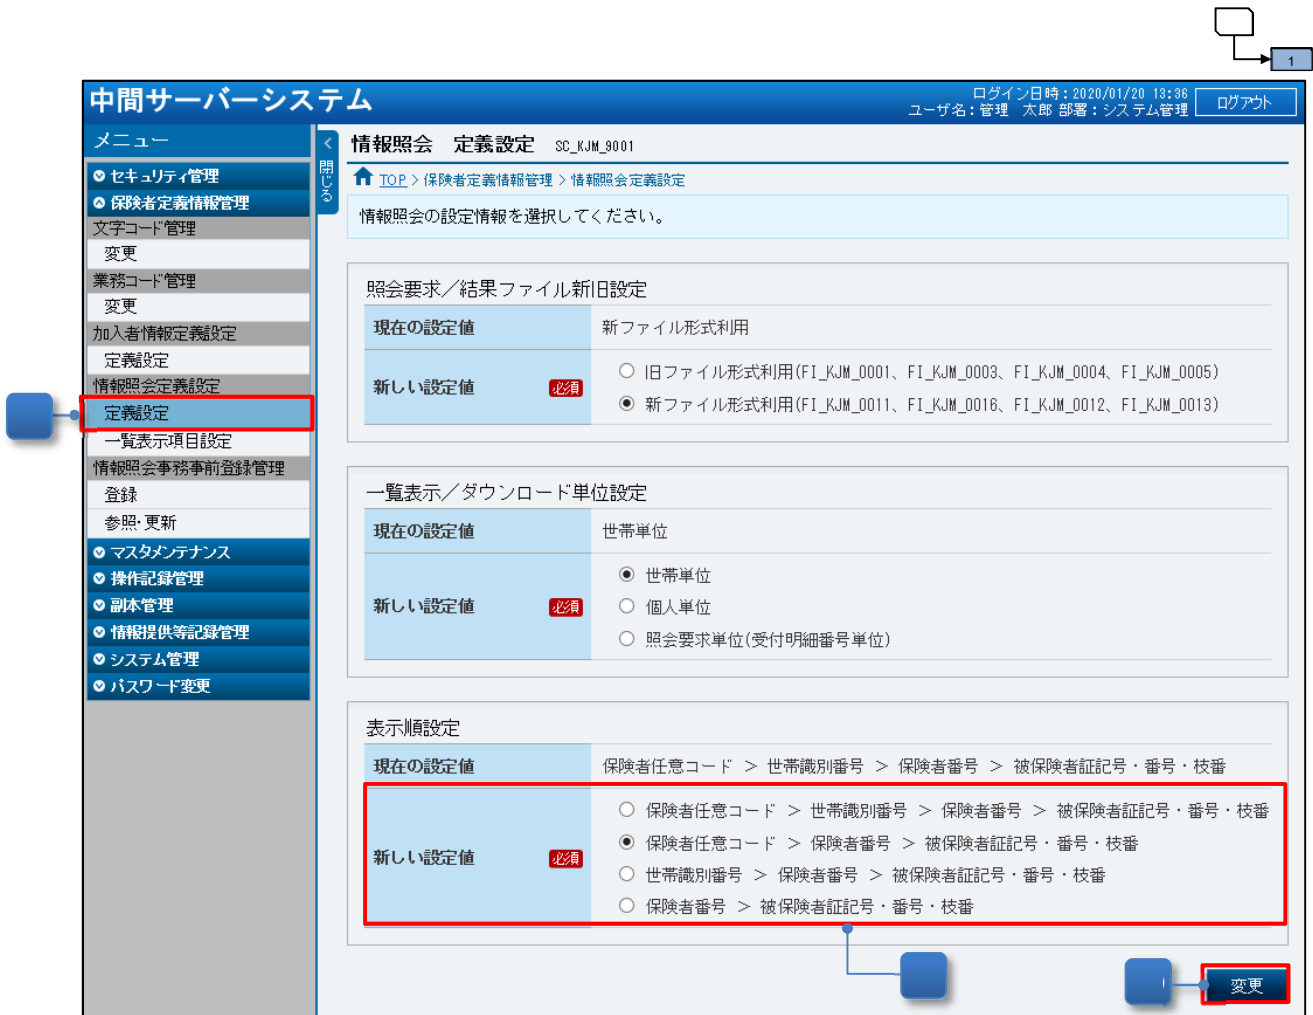 1
中間サーバーシステム
ログイン日時：2020/01/20 13:36
ユーザ名：管理　太郎 部署：システム管理
ログアウト
メニュー
閉じる
セキュリティ管理
保険者定義情報管理
文字コード管理
変更
業務コード管理
変更
加入者情報定義設定
定義設定
情報照会定義設定
定義設定
一覧表示項目設定
情報照会事務事前登録管理
登録
参照・更新
マスタメンテナンス
操作記録管理
副本管理
情報提供等記録管理
システム管理
パスワード変更
情報照会　定義設定 SC_KJM_9001
TOP > 保険者定義情報管理 > 情報照会定義設定
情報照会の設定情報を選択してください。
照会要求／結果ファイル新旧設定
現在の設定値 新ファイル形式利用
新しい設定値 必須
旧ファイル形式利用(FI_KJM_0001、FI_KJM_0003、FI_KJM_0004、FI_KJM_0005)
新ファイル形式利用(FI_KJM_0011、FI_KJM_0016、FI_KJM_0012、FI_KJM_0013)
一覧表示／ダウンロード単位設定
現在の設定値 世帯単位
新しい設定値 必須
世帯単位
個人単位
照会要求単位(受付明細番号単位)
表示順設定
現在の設定値 保険者任意コード ＞ 世帯識別番号 ＞ 保険者番号 ＞ 被保険者証記号・番号・枝番
新しい設定値 必須
保険者任意コード ＞ 世帯識別番号 ＞ 保険者番号 ＞ 被保険者証記号・番号・枝番
保険者任意コード ＞ 保険者番号 ＞ 被保険者証記号・番号・枝番
世帯識別番号 ＞ 保険者番号 ＞ 被保険者証記号・番号・枝番
保険者番号 ＞ 被保険者証記号・番号・枝番
変更